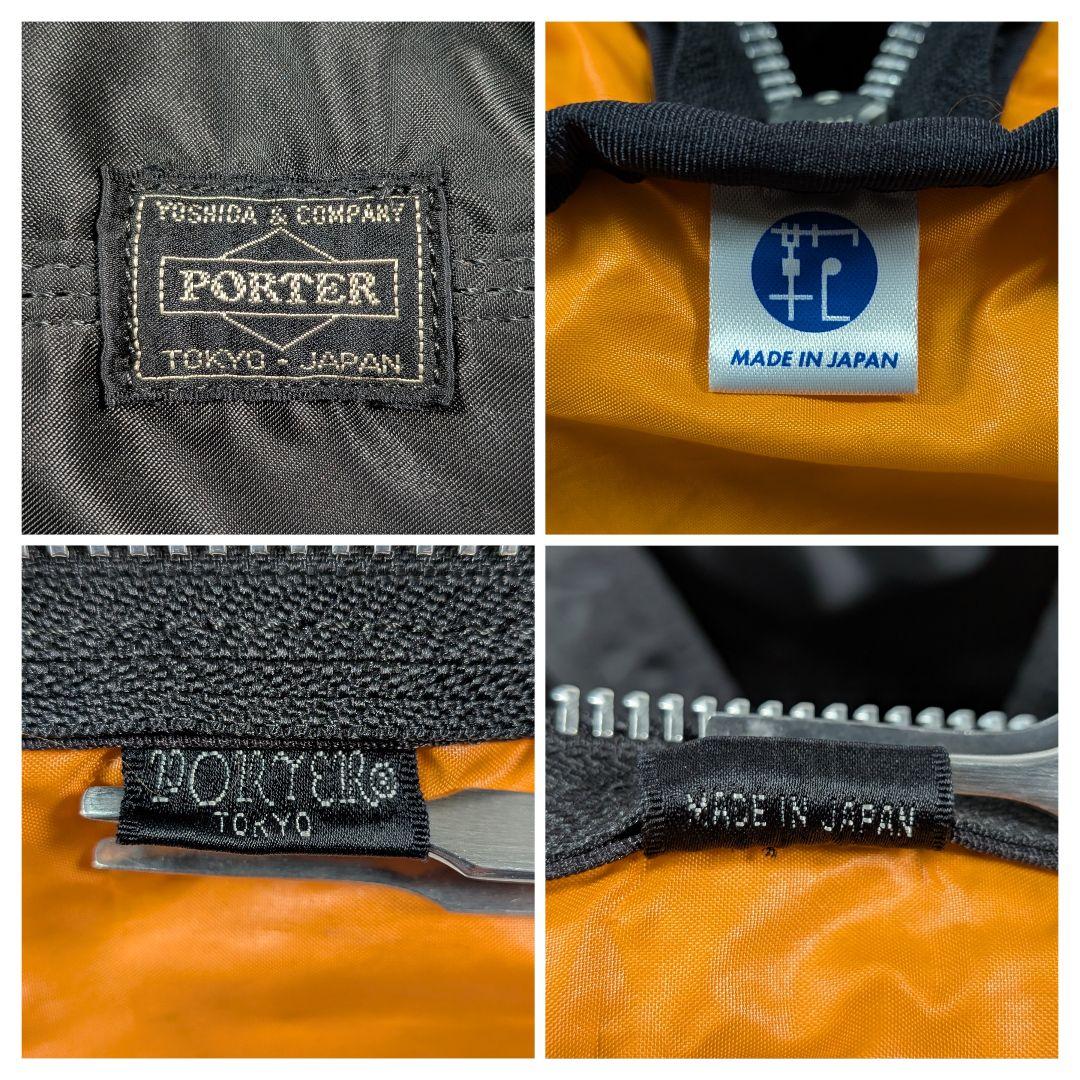 YOSHIDA & COMPANY
PORTER
TOKYO - JAPAN
MADE IN JAPAN
PORTER®
TOKYO
MADE IN JAPAN